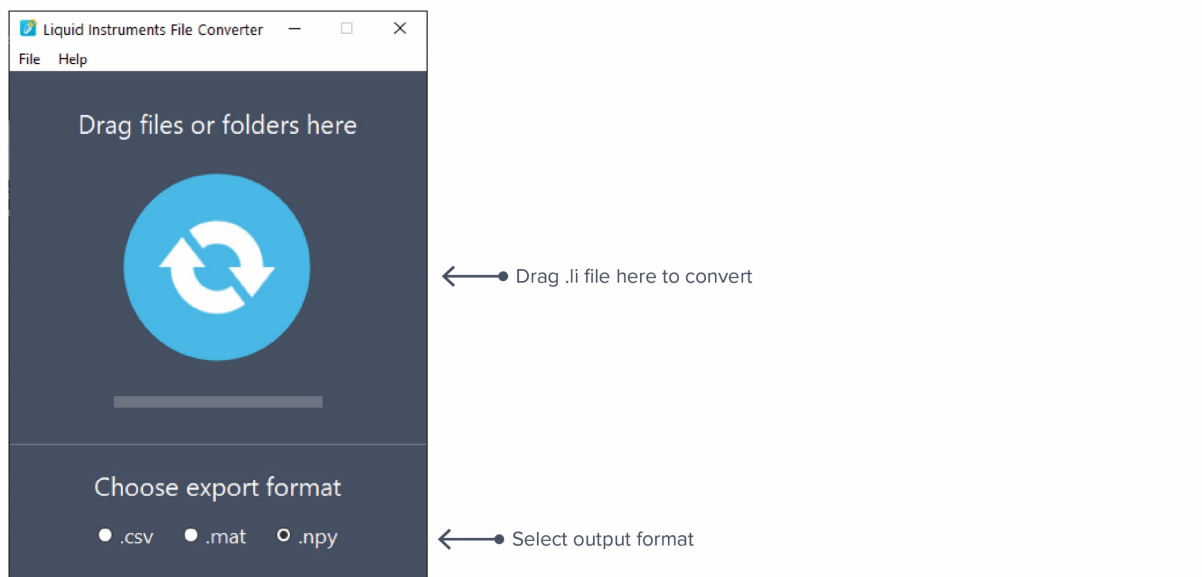 Liquid Instruments File Converter
File Help
Drag files or folders here
Drag .li file here to convert
Choose export format
.csv .mat .npy
Select output format